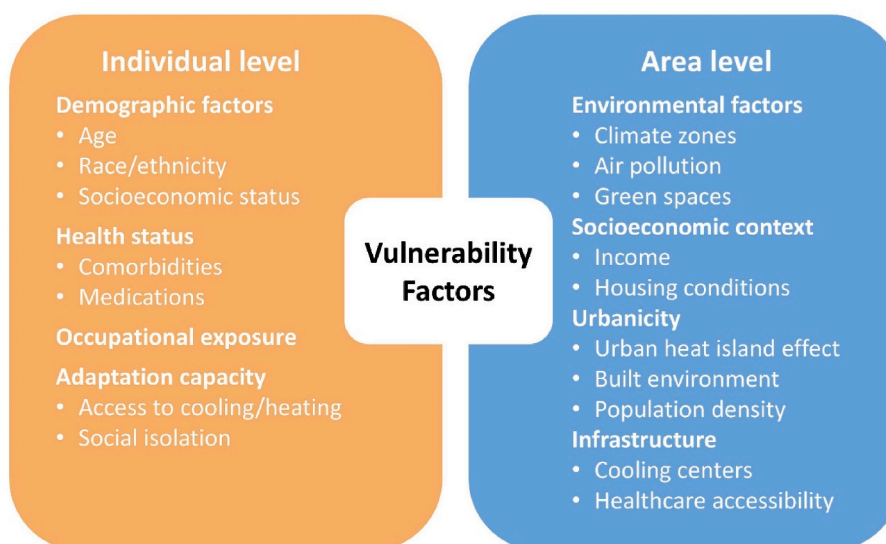 Individual level
Demographic factors
• Age
• Race/ethnicity
• Socioeconomic status
Health status
• Comorbidities
• Medications
Occupational exposure
Adaptation capacity
• Access to cooling/heating
• Social isolation
Vulnerability
Factors
Area level
Environmental factors
• Climate zones
• Air pollution
• Green spaces
Socioeconomic context
• Income
• Housing conditions
Urbanicity
• Urban heat island effect
• Built environment
• Population density
Infrastructure
• Cooling centers
• Healthcare accessibility